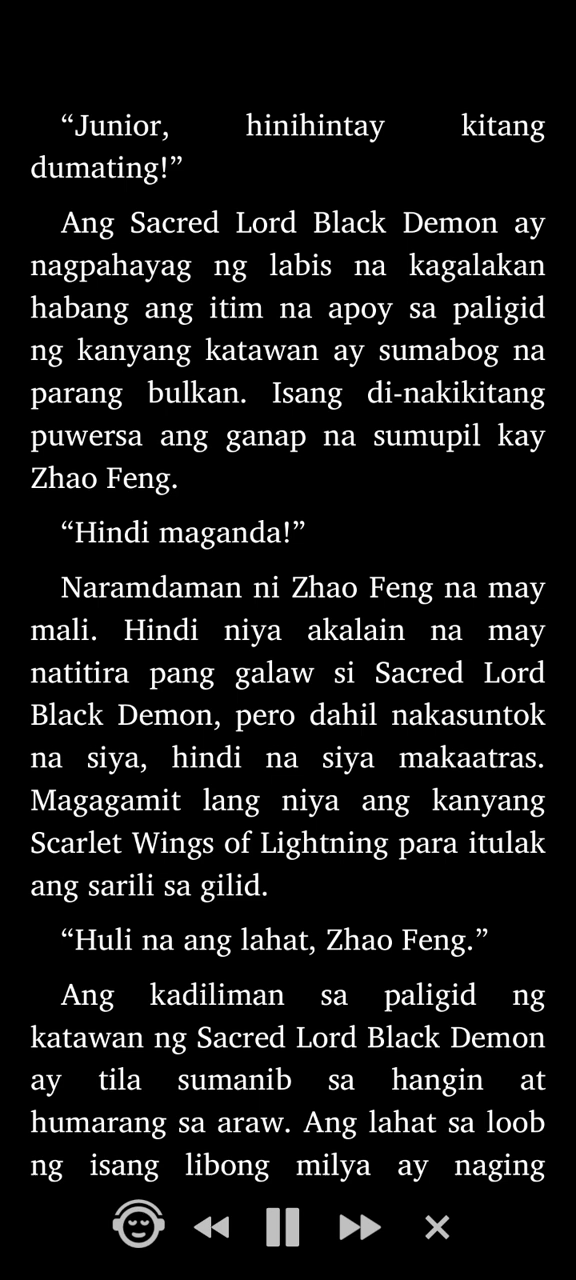 “Junior, hinihintay kitang
dumating!”
Ang Sacred Lord Black Demon ay
nagpahayag ng labis na kagalakan
habang ang itim na apoy sa paligid
ng kanyang katawan ay sumabog na
parang bulkan. Isang di-nakikitang
puwersa ang ganap na sumupil kay
Zhao Feng.
“Hindi maganda!”
Naramdaman ni Zhao Feng na may
mali. Hindi niya akalain na may
natitira pang galaw si Sacred Lord
Black Demon, pero dahil nakasuntok
na siya, hindi na siya makaatras.
Magagamit lang niya ang kanyang
Scarlet Wings of Lightning para itulak
ang sarili sa gilid.
“Huli na ang lahat, Zhao Feng.”
Ang kadiliman sa paligid ng
katawan ng Sacred Lord Black Demon
ay tila sumanib sa hangin at
humarang sa araw. Ang lahat sa loob
ng isang libong milya ay naging